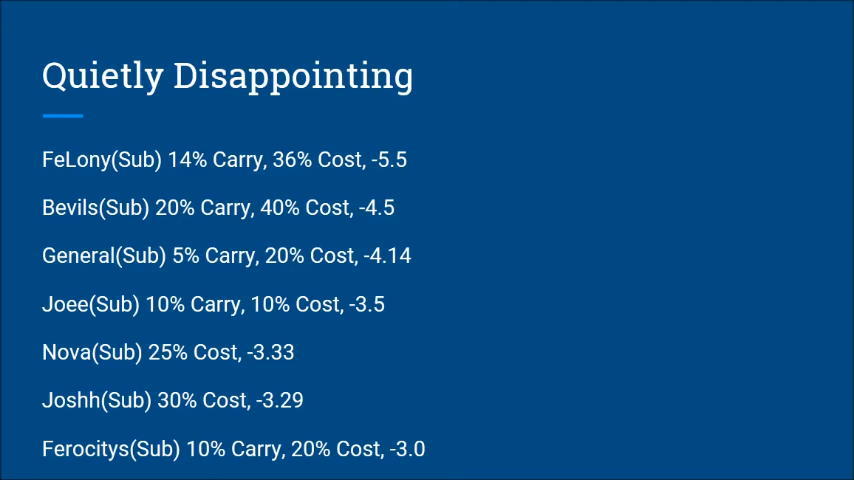 Quietly Disappointing
FeLony(Sub) 14% Carry, 36% Cost, -5.5
Bevils(Sub) 20% Carry, 40% Cost, -4.5
General(Sub) 5% Carry, 20% Cost, -4.14
Joee(Sub) 10% Carry, 10% Cost, -3.5
Nova(Sub) 25% Cost, -3.33
Joshh(Sub) 30% Cost, -3.29
Ferocitys(Sub) 10% Carry, 20% Cost, -3.0